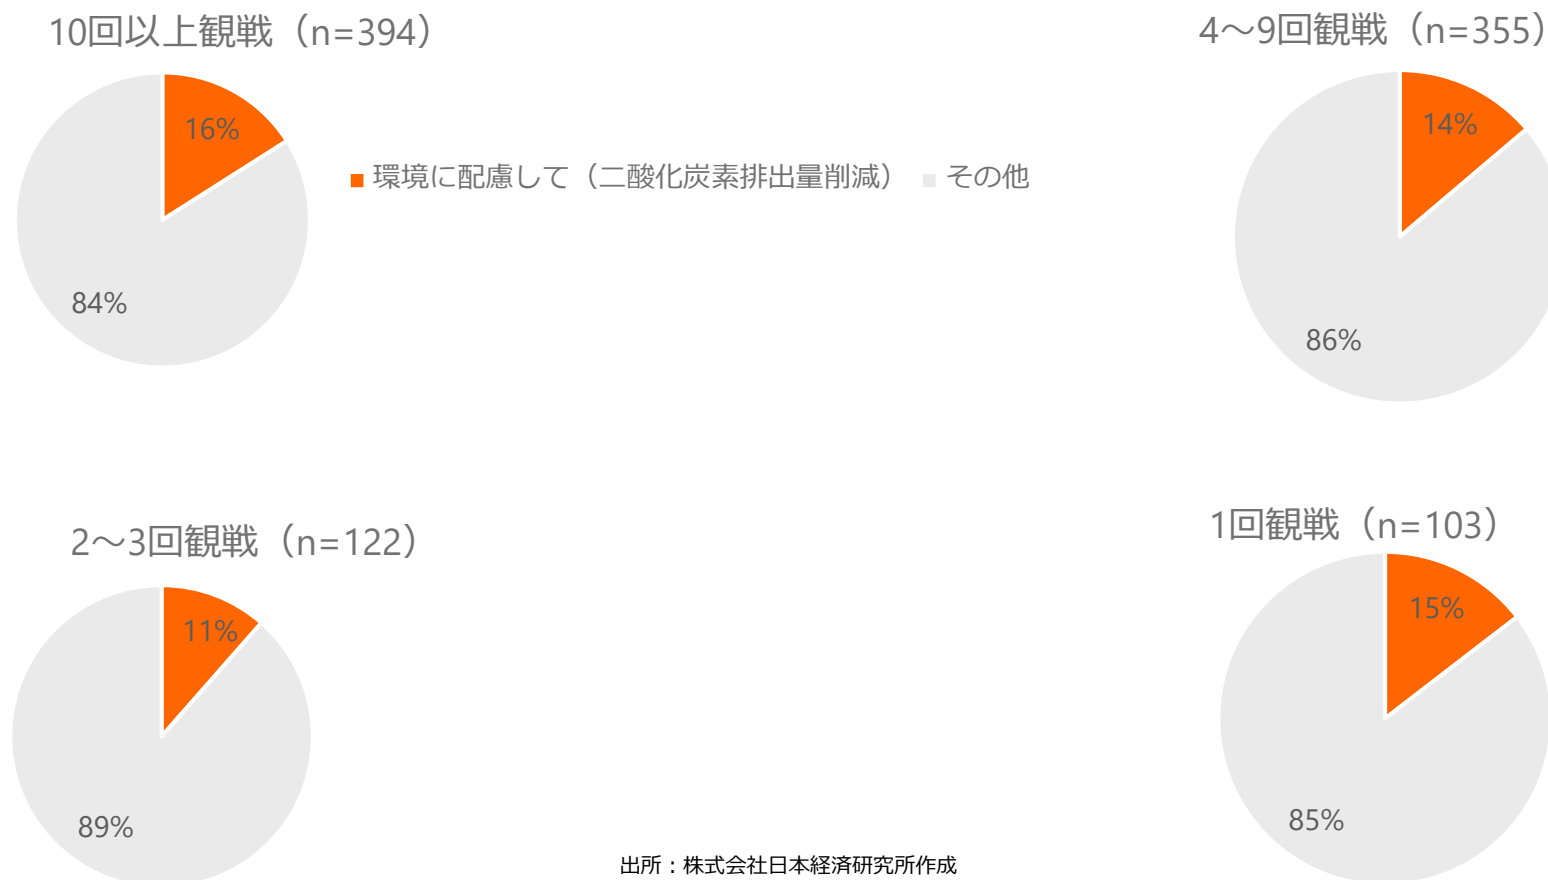 10回以上観戦（n=394）
16%
84%
環境に配慮して（二酸化炭素排出量削減） その他
4～9回観戦（n=355）
14%
86%
2～3回観戦（n=122）
11%
89%
1回観戦（n=103）
15%
85%
出所：株式会社日本経済研究所作成